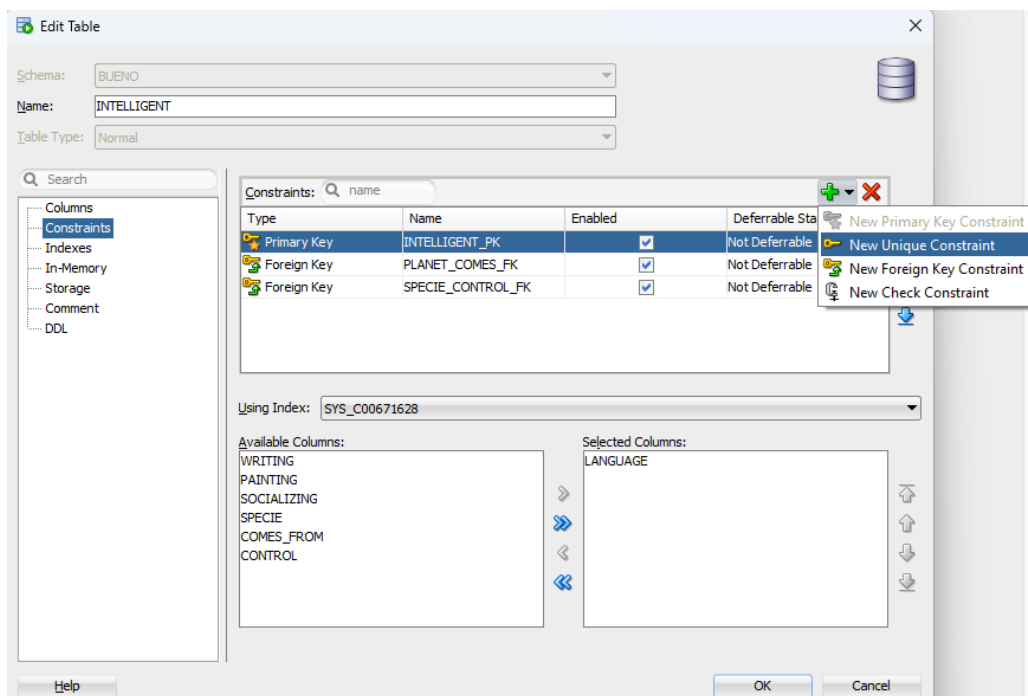 Edit Table
Schema: BUENO
Name: INTELLIGENT
Table Type: Normal
Search
Columns
Constraints
Indexes
In-Memory
Storage
Comment
DDL
Constraints: name
Type Name Enabled Deferrable Sta
Primary Key INTELLIGENT_PK Not Deferrable
Foreign Key PLANET_COMES_FK Not Deferrable
Foreign Key SPECIE_CONTROL_FK Not Deferrable
New Primary Key Constraint
New Unique Constraint
New Foreign Key Constraint
New Check Constraint
Using Index: SYS_C00671628
Available Columns:
WRITING
PAINTING
SOCIALIZING
SPECIE
COMES_FROM
CONTROL
Selected Columns:
LANGUAGE
Help OK Cancel